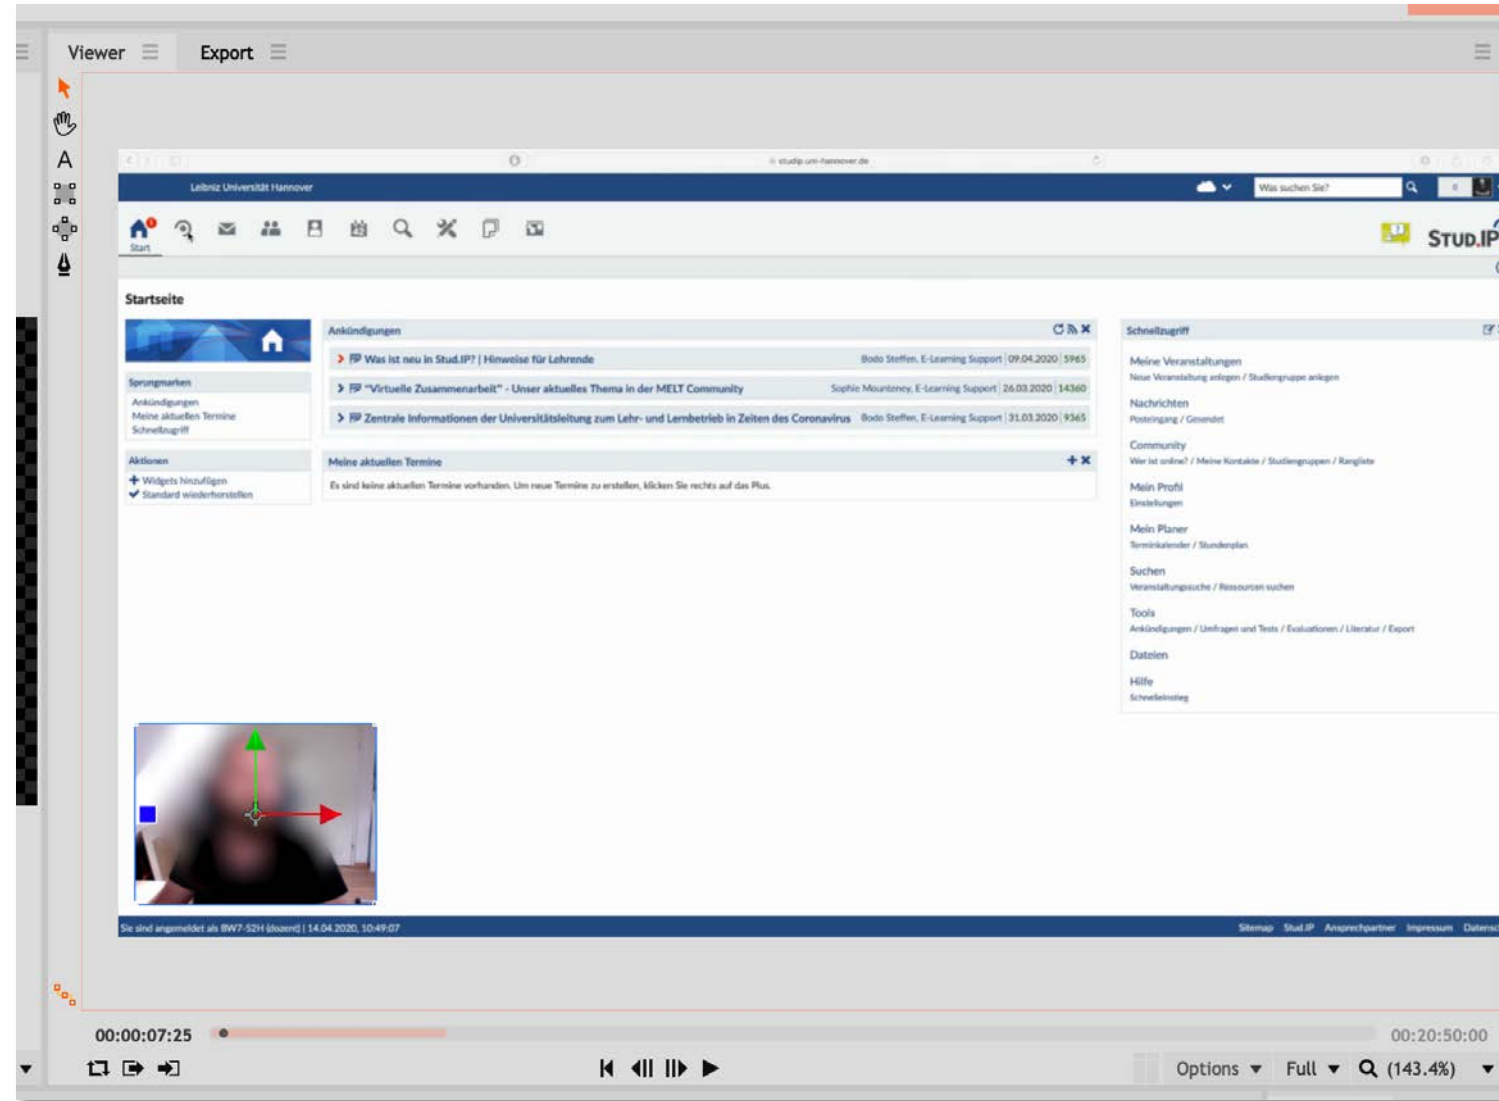 Viewer
Export
studip.uni-hannover.de
Leibniz Universität Hannover
Was suchen Sie?
0
A
1
Start
STUD.IP
Startseite
Ankündigungen
Was ist neu in Stud.IP? | Hinweise für Lehrende
Bodo Steffen, E-Learning Support | 09.04.2020 | 5965
"Virtuelle Zusammenarbeit" - Unser aktuelles Thema in der MELT Community
Sophie Mounteney, E-Learning Support | 26.03.2020 | 14360
Zentrale Informationen der Universitätsleitung zum Lehr- und Lernbetrieb in Zeiten des Coronavirus
Bodo Steffen, E-Learning Support | 31.03.2020 | 9365
Sprungmarken
Ankündigungen
Meine aktuellen Termine
Schnellzugriff
Aktionen
Widgets hinzufügen
Standard wiederherstellen
Meine aktuellen Termine
Es sind keine aktuellen Termine vorhanden. Um neue Termine zu erstellen, klicken Sie rechts auf das Plus.
Schnellzugriff
Meine Veranstaltungen
Neue Veranstaltung anlegen / Studiengruppe anlegen
Nachrichten
Posteingang / Gesendet
Community
Wer ist online? / Meine Kontakte / Studiengruppen / Rangliste
Mein Profil
Einstellungen
Mein Planer
Terminkalender / Stundenplan
Suchen
Veranstaltungssuche / Ressourcen suchen
Tools
Ankündigungen / Umfragen und Tests / Evaluationen / Literatur / Export
Dateien
Hilfe
Schnelleinstieg
Sie sind angemeldet als BW7-S2H (dozent) | 14.04.2020, 10:49:07
Sitemap Stud.IP Ansprechpartner Impressum Datensc
00:00:07:25
00:20:50:00
Options Full (143.4%)